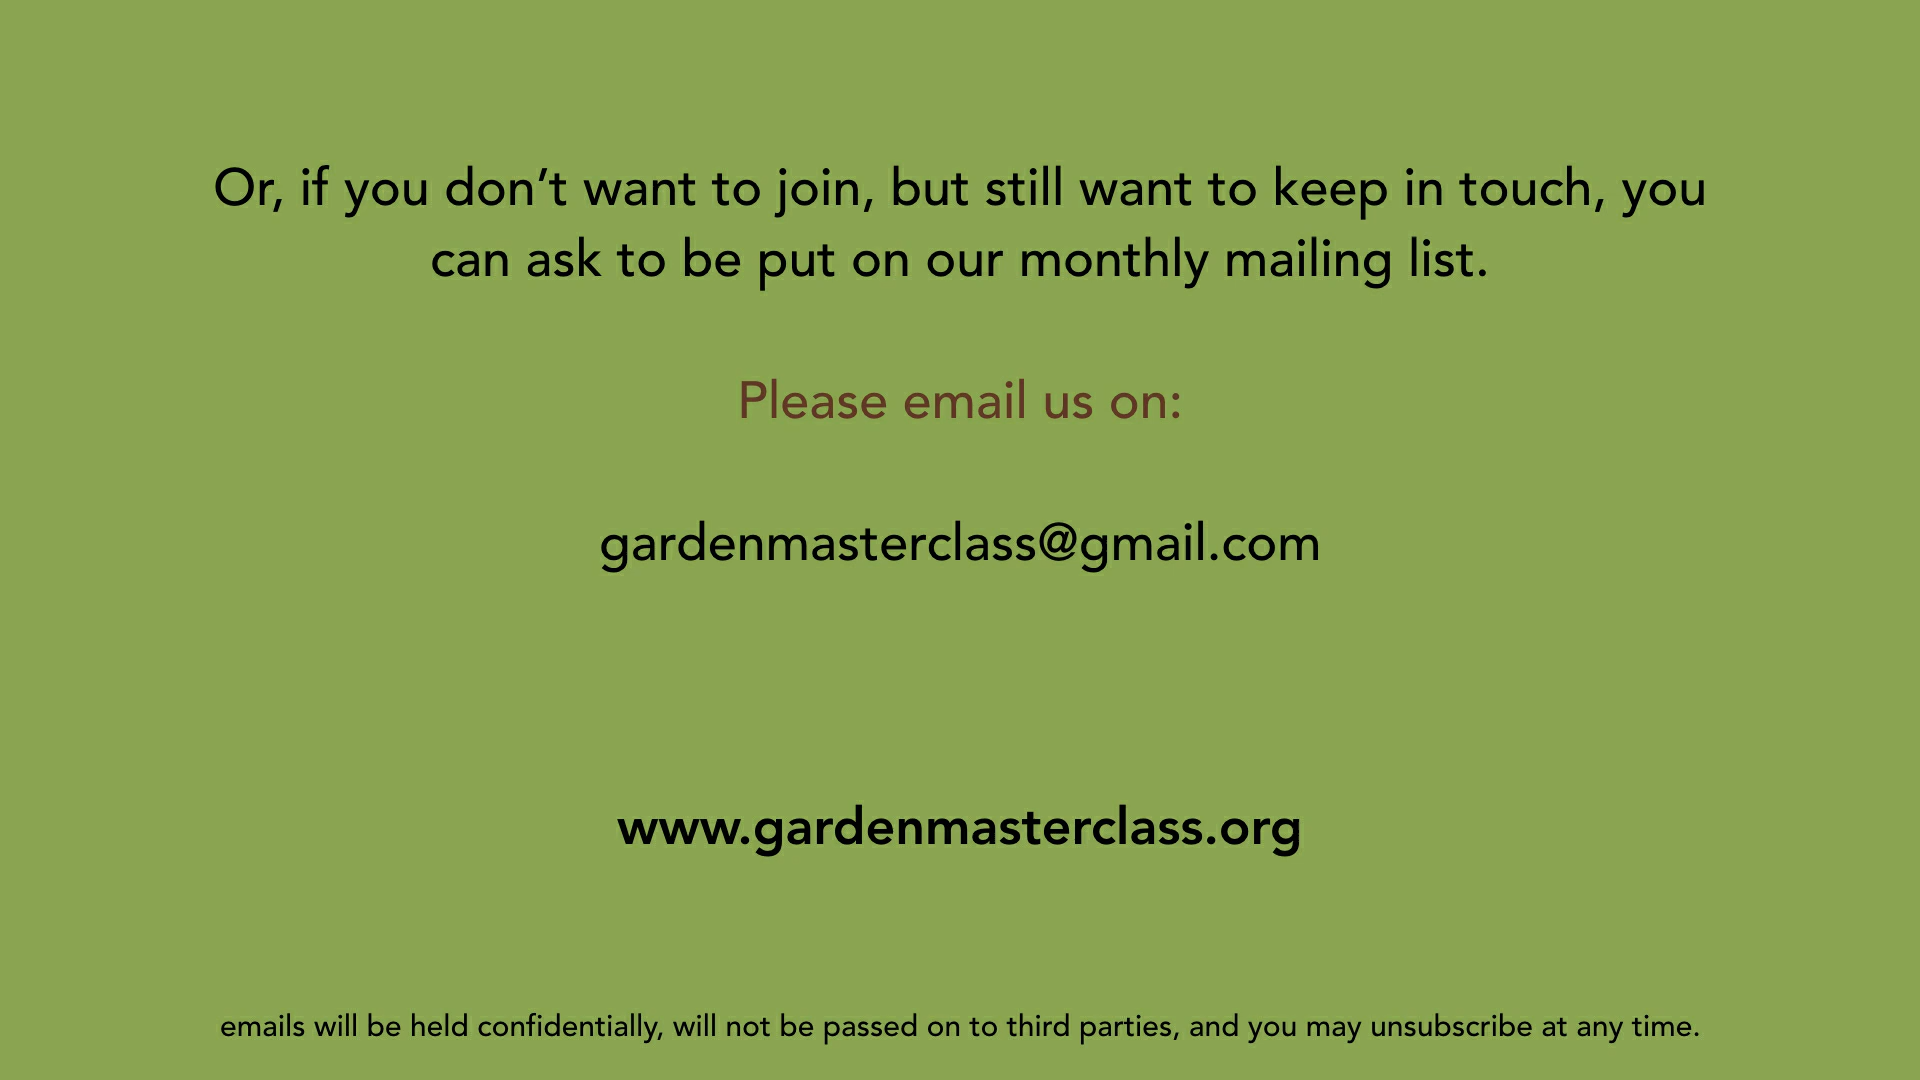 Or, if you don’t want to join, but still want to keep in touch, you
can ask to be put on our monthly mailing list.
Please email us on:
gardenmasterclass@gmail.com
www.gardenmasterclass.org
emails will be held confidentially, will not be passed on to third parties, and you may unsubscribe at any time.